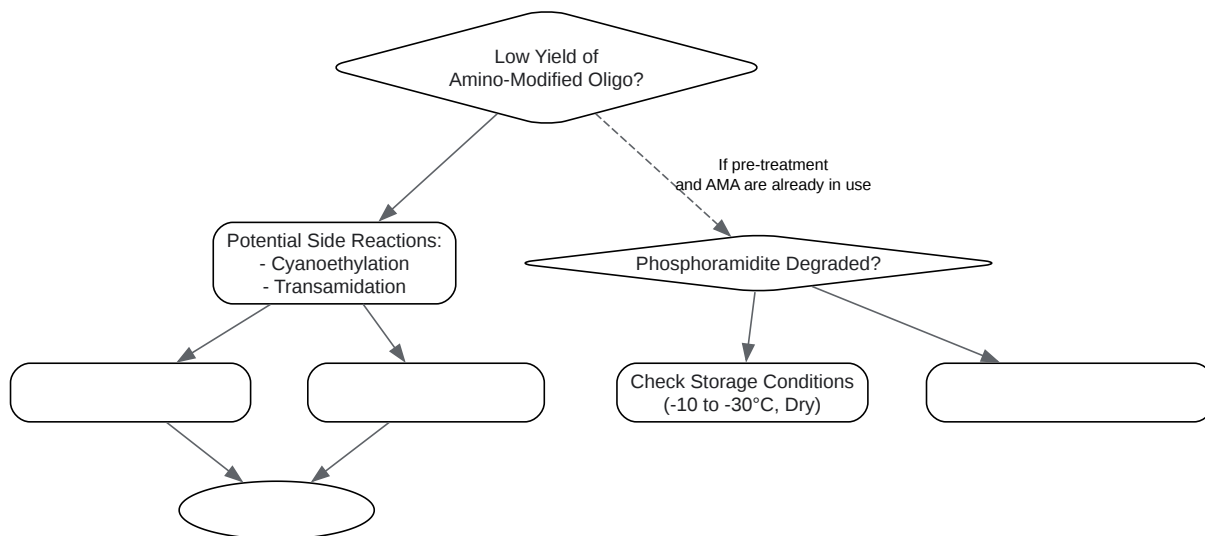 Low Yield of
Amino-Modified Oligo?
If pre-treatment
and AMA are already in use
Potential Side Reactions:
- Cyanoethylation
- Transamidation
Phosphoramidite Degraded?
Check Storage Conditions
(-10 to -30°C, Dry)